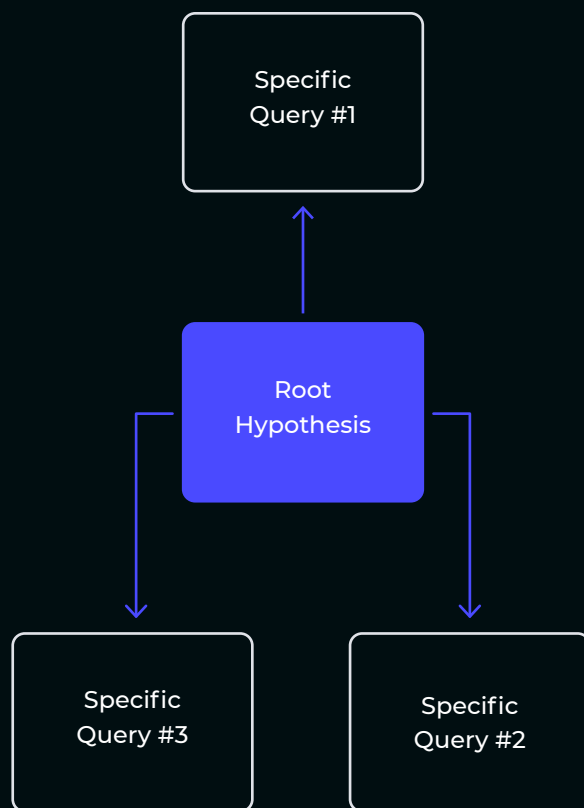 Specific
Query #1
Root
Hypothesis
Specific
Query #3
Specific
Query #2